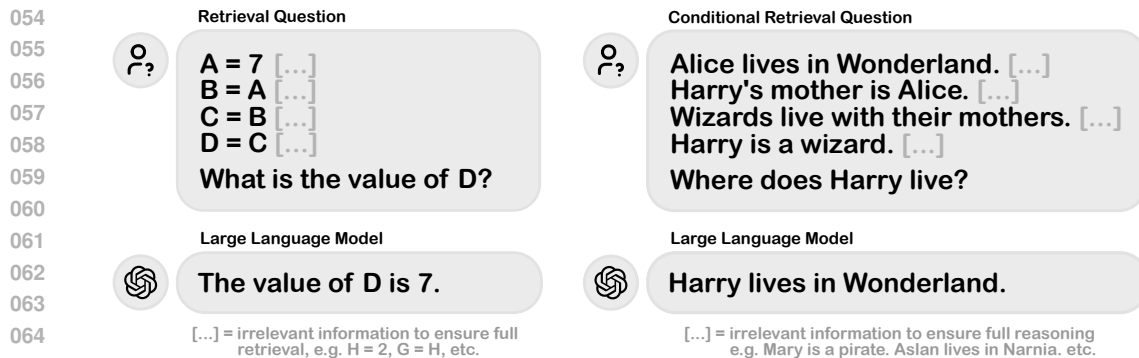 054
055
056
057
058
059
060
061
062
063
064
Retrieval Question
A = 7 [...]
B = A [...]
C = B [...]
D = C [...]
What is the value of D?
Large Language Model
The value of D is 7.
[...] = irrelevant information to ensure full
retrieval, e.g. H = 2, G = H, etc.
Conditional Retrieval Question
Alice lives in Wonderland. [...]
Harry's mother is Alice. [...]
Wizards live with their mothers. [...]
Harry is a wizard. [...]
Where does Harry live?
Large Language Model
Harry lives in Wonderland.
[...] = irrelevant information to ensure full reasoning
e.g. Mary is a pirate. Aslan lives in Narnia. etc.